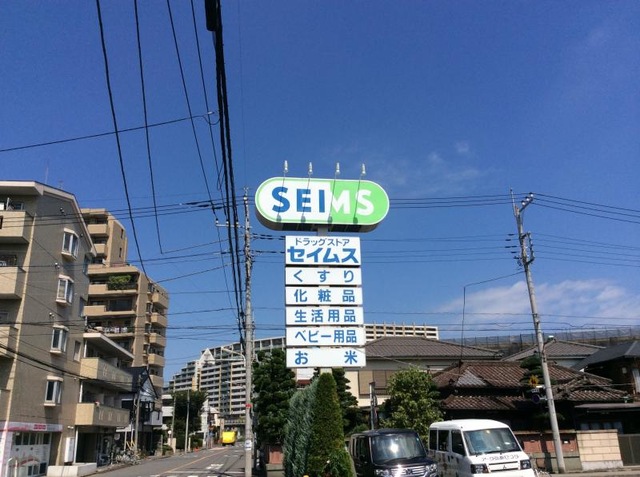 SEIMS
ドラッグストア
セイムス
くすり
化粧品
生活用品
ベビー用品
お米